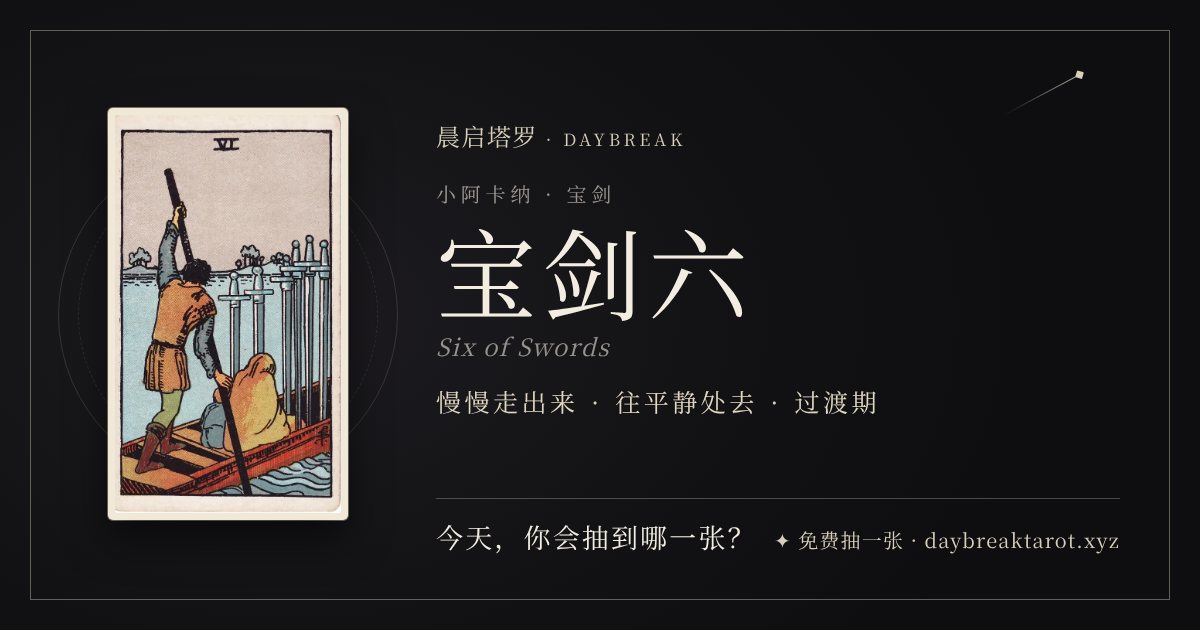 VI
晨启塔罗 · DAYBREAK
小阿卡纳 · 宝剑
宝剑六
Six of Swords
慢慢走出来 · 往平静处去 · 过渡期
今天，你会抽到哪一张？ ✦ 免费抽一张 · daybreaktarot.xyz